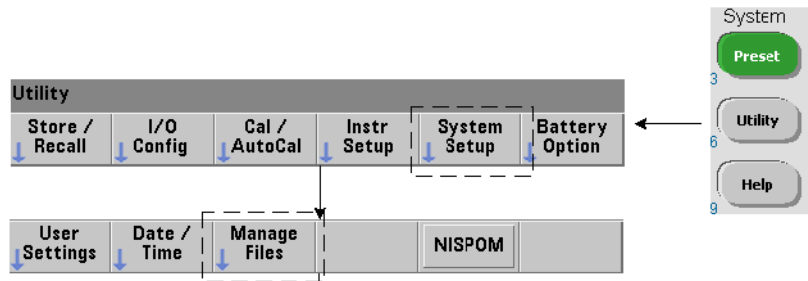 System
Preset
3
Utility
Store / Recall
I/O Config
Cal / AutoCal
Instr Setup
System Setup
Battery Option
Utility
6
Help
9
User Settings
Date / Time
Manage Files
NISPOM